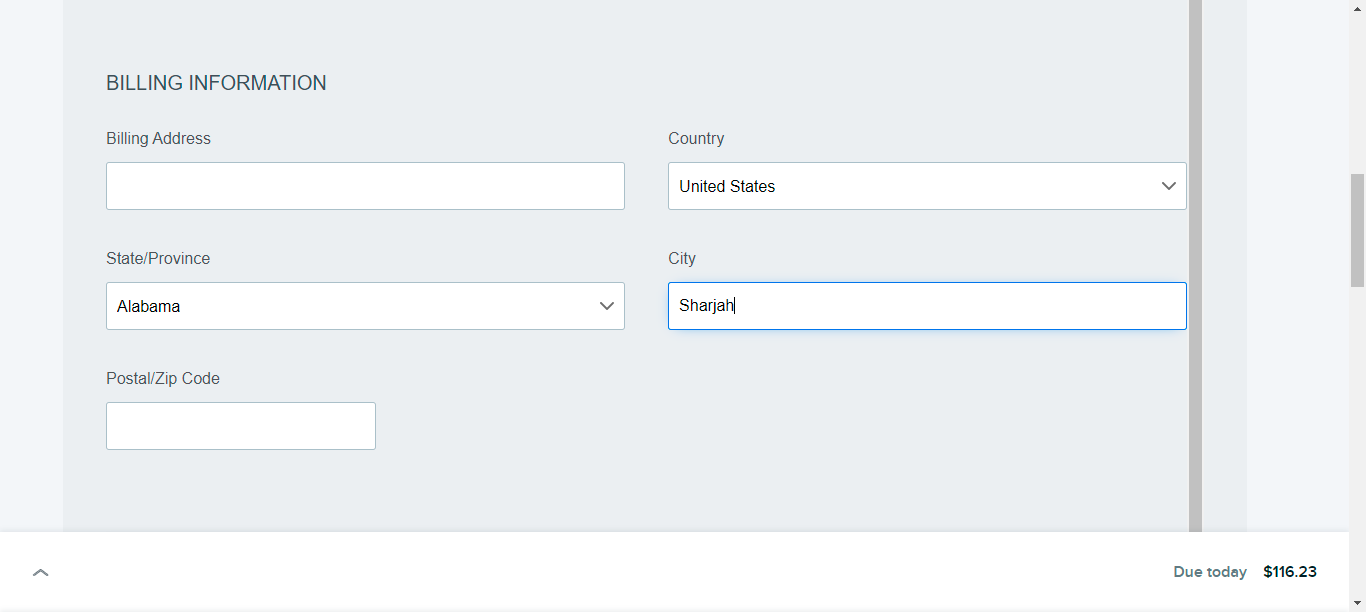 BILLING INFORMATION
Billing Address
Country
United States
State/Province
City
Alabama
Sharjah
Postal/Zip Code
Due today $116.23